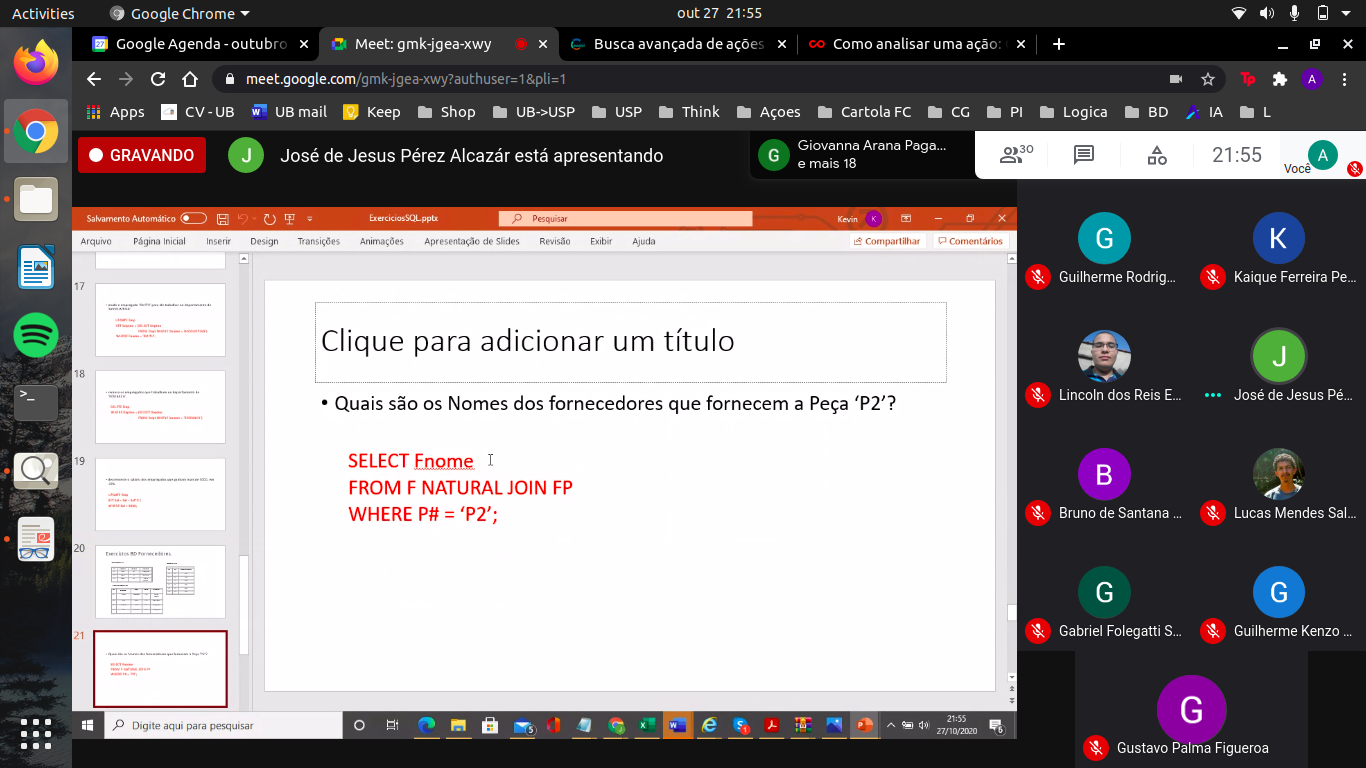 Activities
Google Chrome
out 27 21:55
Google Agenda - outubro
Meet: gmk-jgea-xwy
Busca avançada de ações
Como analisar uma ação:
meet.google.com/gmk-jgea-xwy?authuser=1&pli=1
Apps
CV - UB
UB mail
Keep
Shop
UB->USP
USP
Think
Açoes
Cartola FC
CG
PI
Logica
BD
IA
L
GRAVANDO
J
José de Jesus Pérez Alcazár está apresentando
G
Giovanna Arana Paga...
e mais 18
30
21:55
Você
A
Salvamento Automático
ExerciciosSQL.pptx
Pesquisar
Kevin
K
Arquivo
Página Inicial
Inserir
Design
Transições
Animações
Apresentação de Slides
Revisão
Exibir
Ajuda
Compartilhar
Comentários
17
18
19
20
Exercícios BD Fornecedores
21
Clique para adicionar um título
• Quais são os Nomes dos fornecedores que fornecem a Peça ‘P2’?
SELECT Fnome
FROM F NATURAL JOIN FP
WHERE P# = ‘P2’;
G
Guilherme Rodrig...
K
Kaique Ferreira Pe...
Lincoln dos Reis E...
J
José de Jesus Pé...
B
Bruno de Santana ...
Lucas Mendes Sal...
G
Gabriel Folegatti S...
G
Guilherme Kenzo ...
G
Gustavo Palma Figueroa
Digite aqui para pesquisar
21:55
27/10/2020